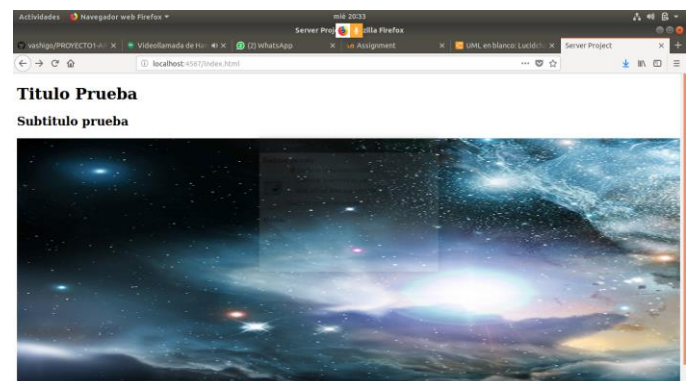 Actividades Navegador web Firefox mié 20:33
Server Proj zilla Firefox
vashigo/PROYECTO1-A Videollamada de Ha (2) WhatsApp Assignment UML en blanco: Lucidch Server Project
localhost:4567/index.html
Titulo Prueba
Subtitulo prueba